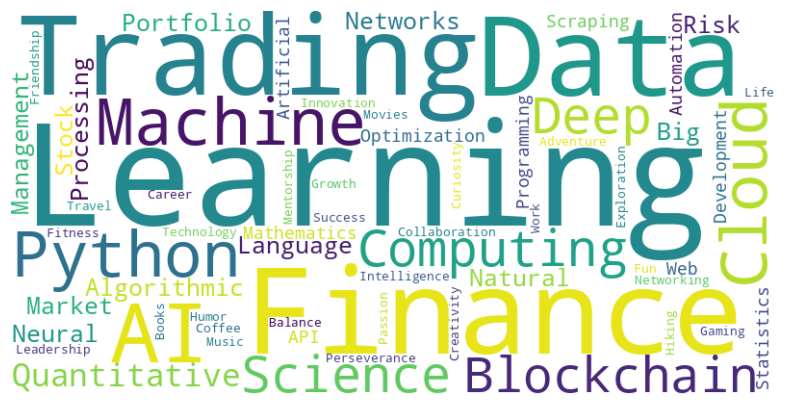 Trading
Data
Portfolio
Networks
Scraping
Risk
Friendship
Artificial
Automation
Life
Management
Stock
Processing
Machine
Innovation
Movies
Optimization
Programming
Deep
Adventure
Big
Development
Cloud
Learning
Career
Travel
Mentorship
Growth
Success
Curiosity
Work
Exploration
Fitness
Technology
Mathematics
Collaboration
Python
Language
Computing
Intelligence
Natural
Fun
Web
Networking
Algorithmic
Market
AI
Finance
Neural
Leadership
Books
Humor
Coffee
Music
Balance
API
Passion
Perseverance
Creativity
Hiking
Gaming
Statistics
Quantitative
Science
Blockchain